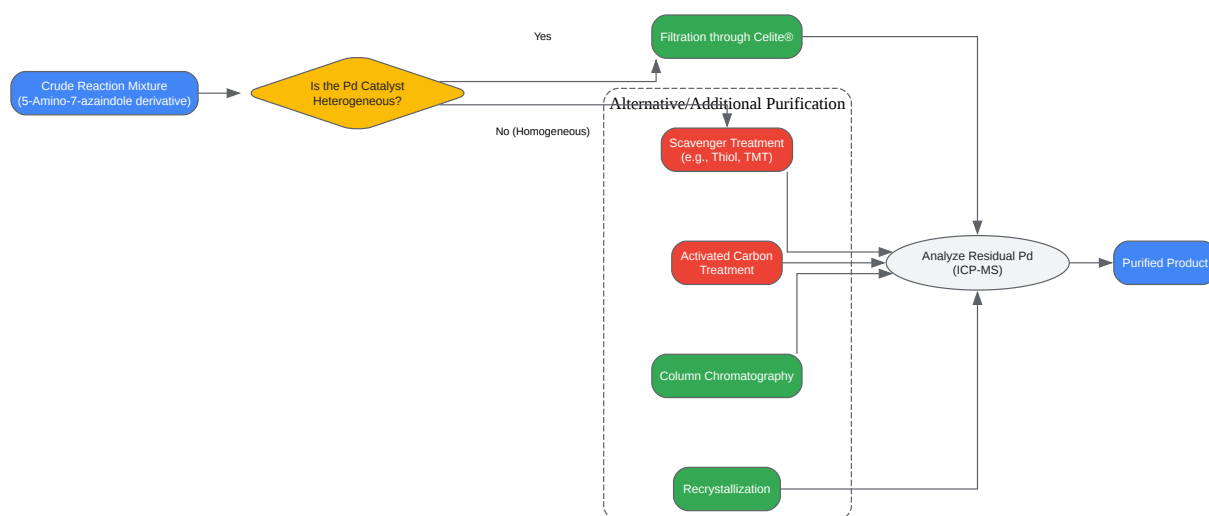 Crude Reaction Mixture
(5-Amino-7-azaindole derivative)
Is the Pd Catalyst
Heterogeneous?
Yes
No (Homogeneous)
Filtration through Celite®
Alternative/Additional Purification
Scavenger Treatment
(e.g., Thiol, TMT)
Activated Carbon
Treatment
Column Chromatography
Recrystallization
Analyze Residual Pd
(ICP-MS)
Purified Product